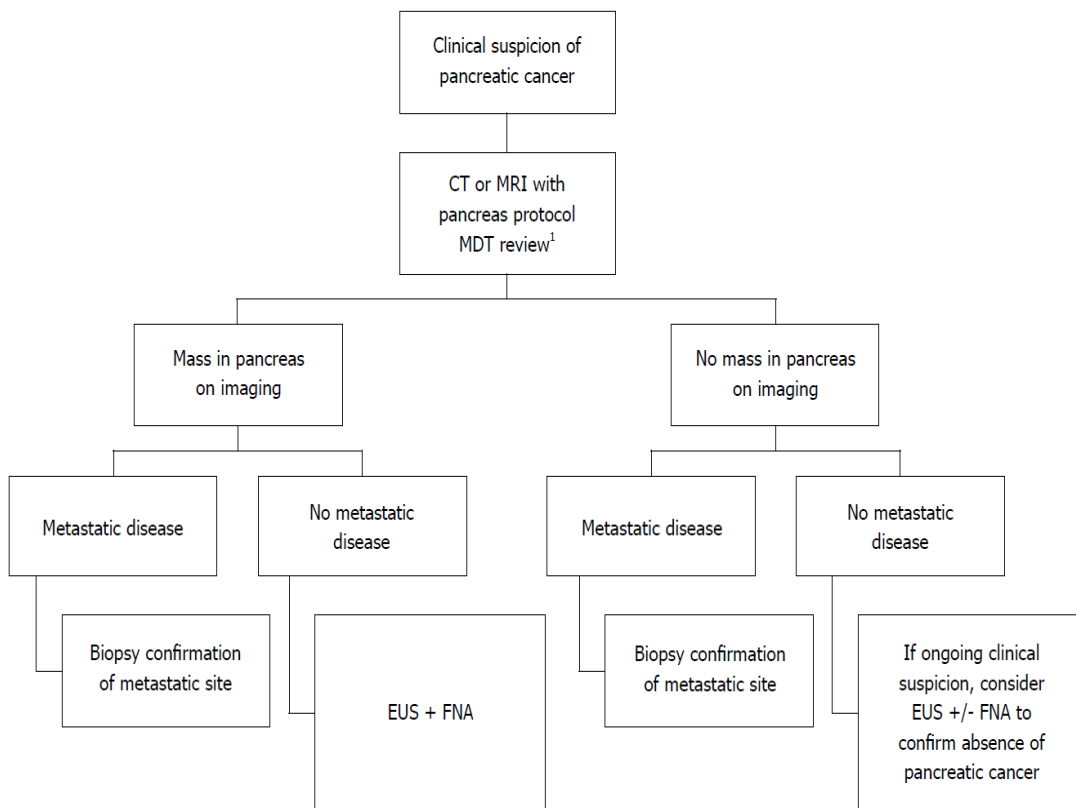 Clinical suspicion of
pancreatic cancer
CT or MRI with
pancreas protocol
MDT review¹
Mass in pancreas
on imaging
No mass in pancreas
on imaging
Metastatic disease
No metastatic
disease
Metastatic disease
No metastatic
disease
Biopsy confirmation
of metastatic site
EUS + FNA
Biopsy confirmation
of metastatic site
If ongoing clinical
suspicion, consider
EUS +/- FNA to
confirm absence of
pancreatic cancer